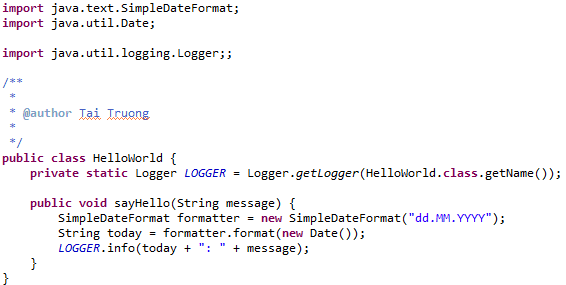 import java.text.SimpleDateFormat;
import java.util.Date;

import java.util.logging.Logger;;

/**
 *
 * @author Tai Truong
 *
 */
public class HelloWorld {
    private static Logger LOGGER = Logger.getLogger(HelloWorld.class.getName());

    public void sayHello(String message) {
        SimpleDateFormat formatter = new SimpleDateFormat("dd.MM.YYYY");
        String today = formatter.format(new Date());
        LOGGER.info(today + ": " + message);
    }
}